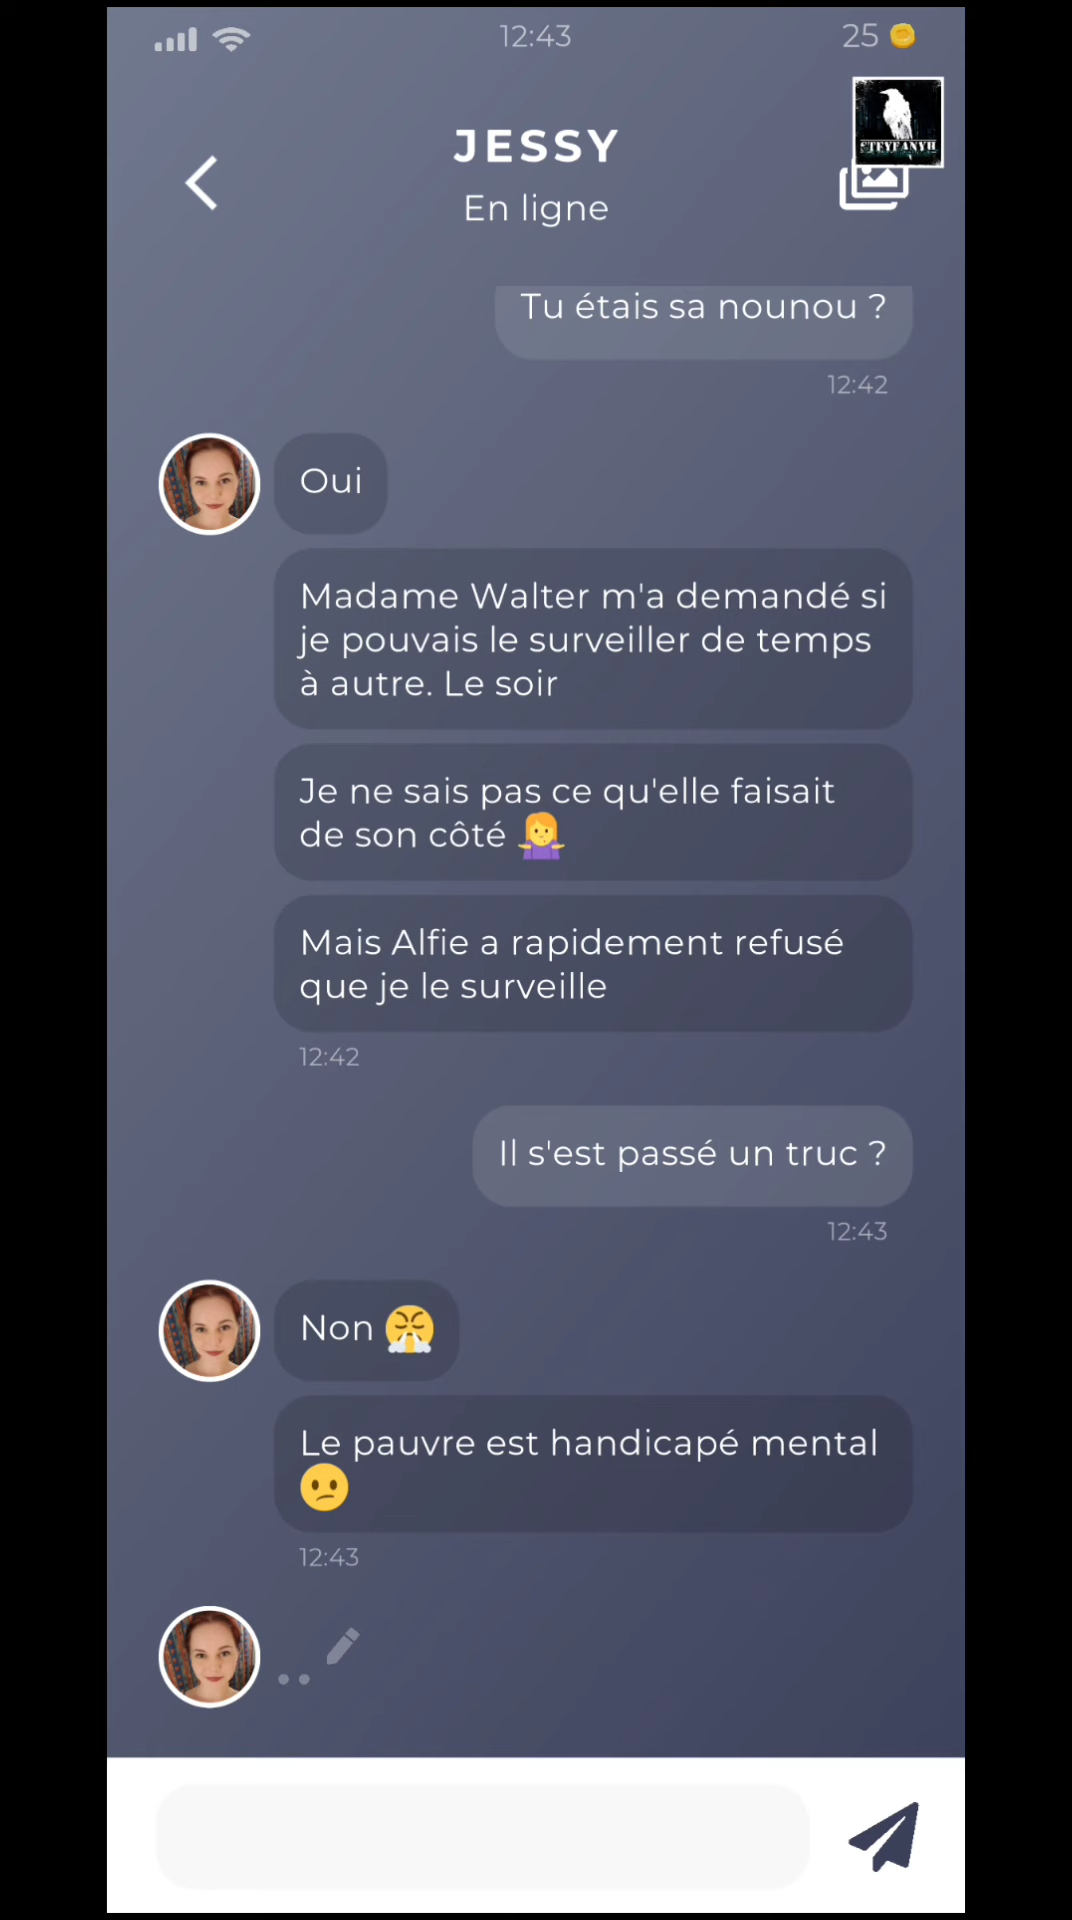 12:43
25
STEYFANYH
JESSY
En ligne
Tu étais sa nounou ?
12:42
Oui
Madame Walter m'a demandé si
je pouvais le surveiller de temps
à autre. Le soir
Je ne sais pas ce qu'elle faisait
de son côté 🤷‍♀️
Mais Alfie a rapidement refusé
que je le surveille
12:42
Il s'est passé un truc ?
12:43
Non 😤
Le pauvre est handicapé mental
😕
12:43